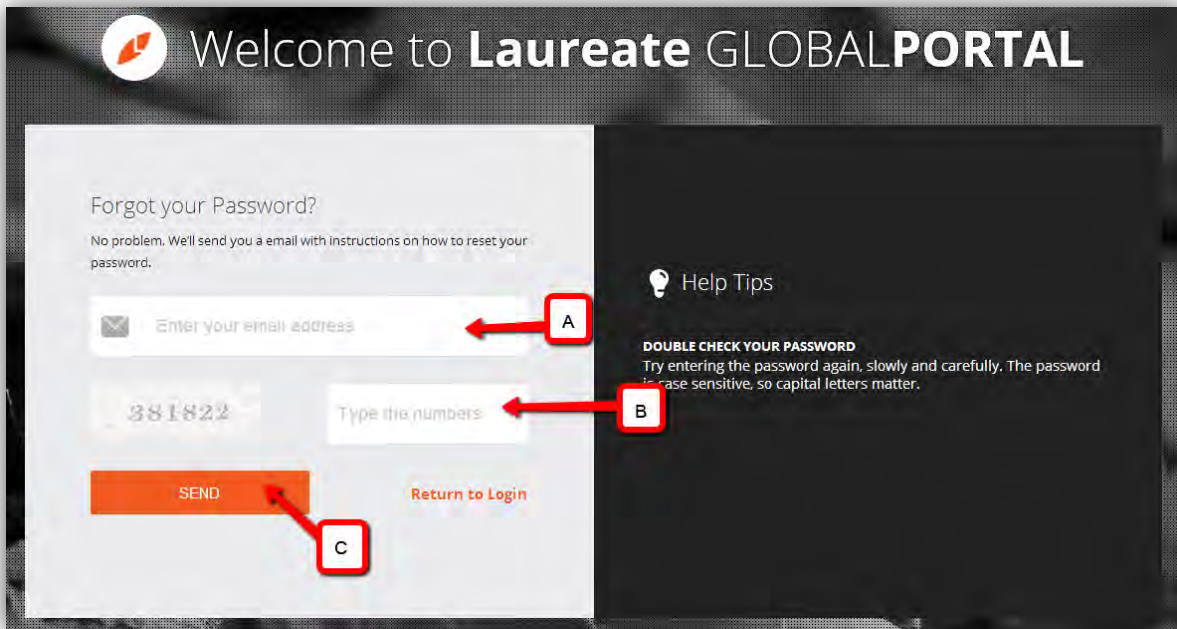 Welcome to Laureate GLOBALPORTAL
Forgot your Password?
No problem. We'll send you a email with instructions on how to reset your
password.
Enter your email address
A
381822
Type the numbers
B
SEND
Return to Login
C
Help Tips
DOUBLE CHECK YOUR PASSWORD
Try entering the password again, slowly and carefully. The password
is case sensitive, so capital letters matter.